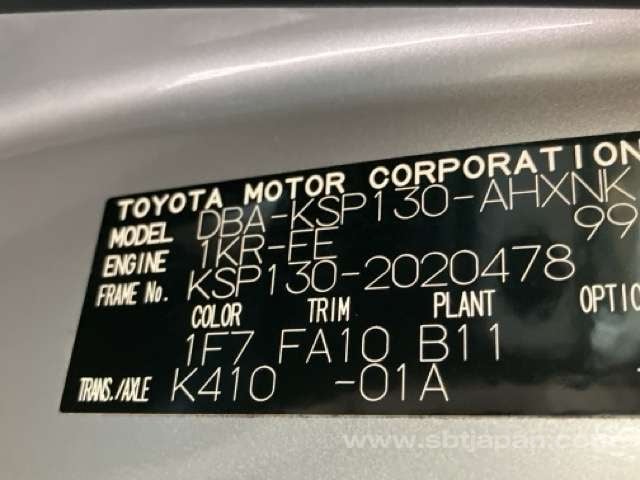 TOYOTA MOTOR CORPORATION
MODEL DBA-KSP130-AHXNK
ENGINE 1KR-FE 99
FRAME No. KSP130-2020478
COLOR TRIM PLANT OPTIO
1F7 FA10 B11
TRANS./AXLE K410 -01A
www.sbtjapan.com